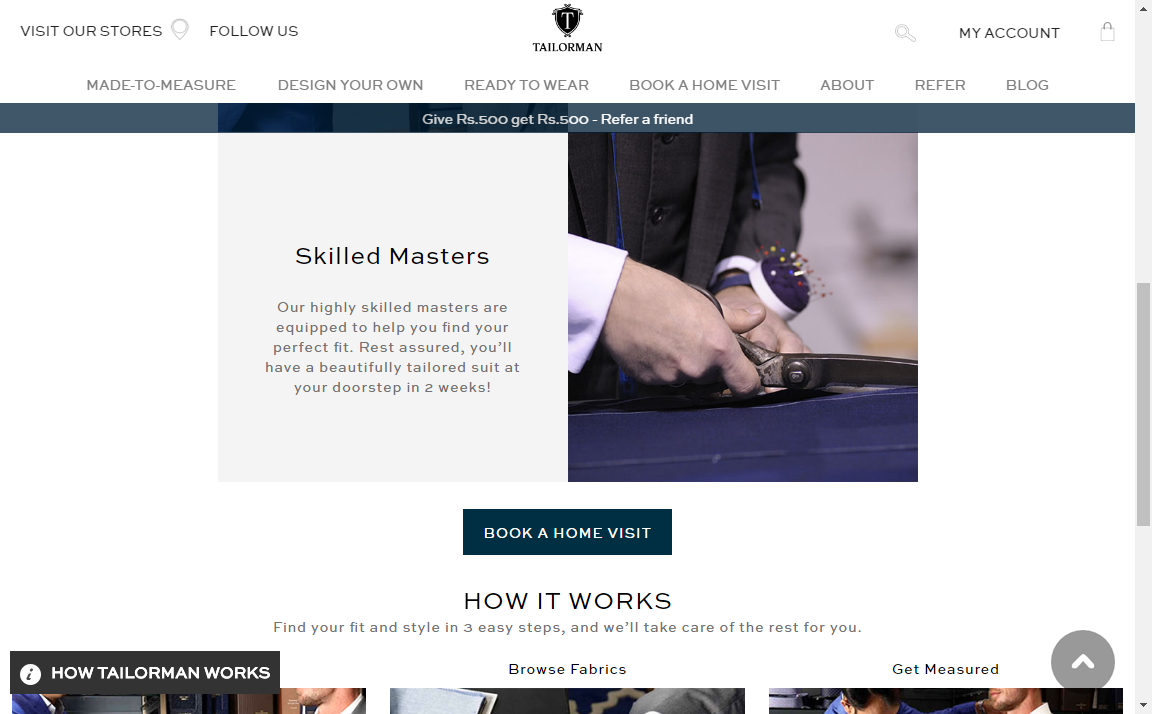 VISIT OUR STORES
FOLLOW US
T
TAILORMAN
MY ACCOUNT
MADE-TO-MEASURE
DESIGN YOUR OWN
READY TO WEAR
BOOK A HOME VISIT
ABOUT
REFER
BLOG
Give Rs.500 get Rs.500 - Refer a friend
Skilled Masters
Our highly skilled masters are
equipped to help you find your
perfect fit. Rest assured, you’ll
have a beautifully tailored suit at
your doorstep in 2 weeks!
BOOK A HOME VISIT
HOW IT WORKS
Find your fit and style in 3 easy steps, and we’ll take care of the rest for you.
i HOW TAILORMAN WORKS
Browse Fabrics
Get Measured